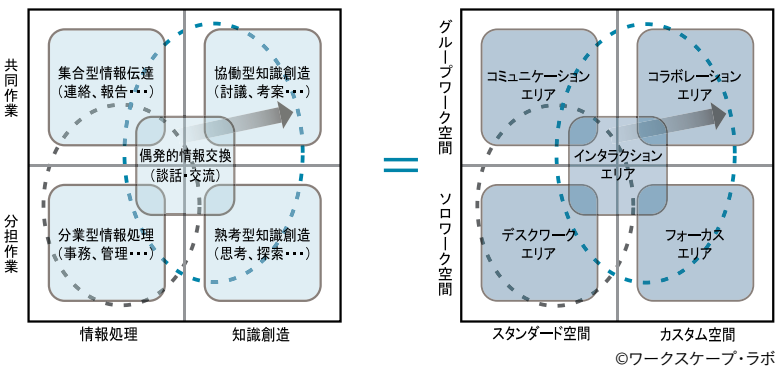 共同作業
集合型情報伝達
(連絡、報告・・・)
協働型知識創造
(討議、考案・・・)
偶発的情報交換
(談話・交流)
分担作業
分業型情報処理
(事務、管理・・・)
熟考型知識創造
(思考、探索・・・)
情報処理
知識創造
=
グループワーク空間
コミュニケーション
エリア
コラボレーション
エリア
インタラクション
エリア
ソロワーク空間
デスクワーク
エリア
フォーカス
エリア
スタンダード空間
カスタム空間
©ワークスケープ・ラボ